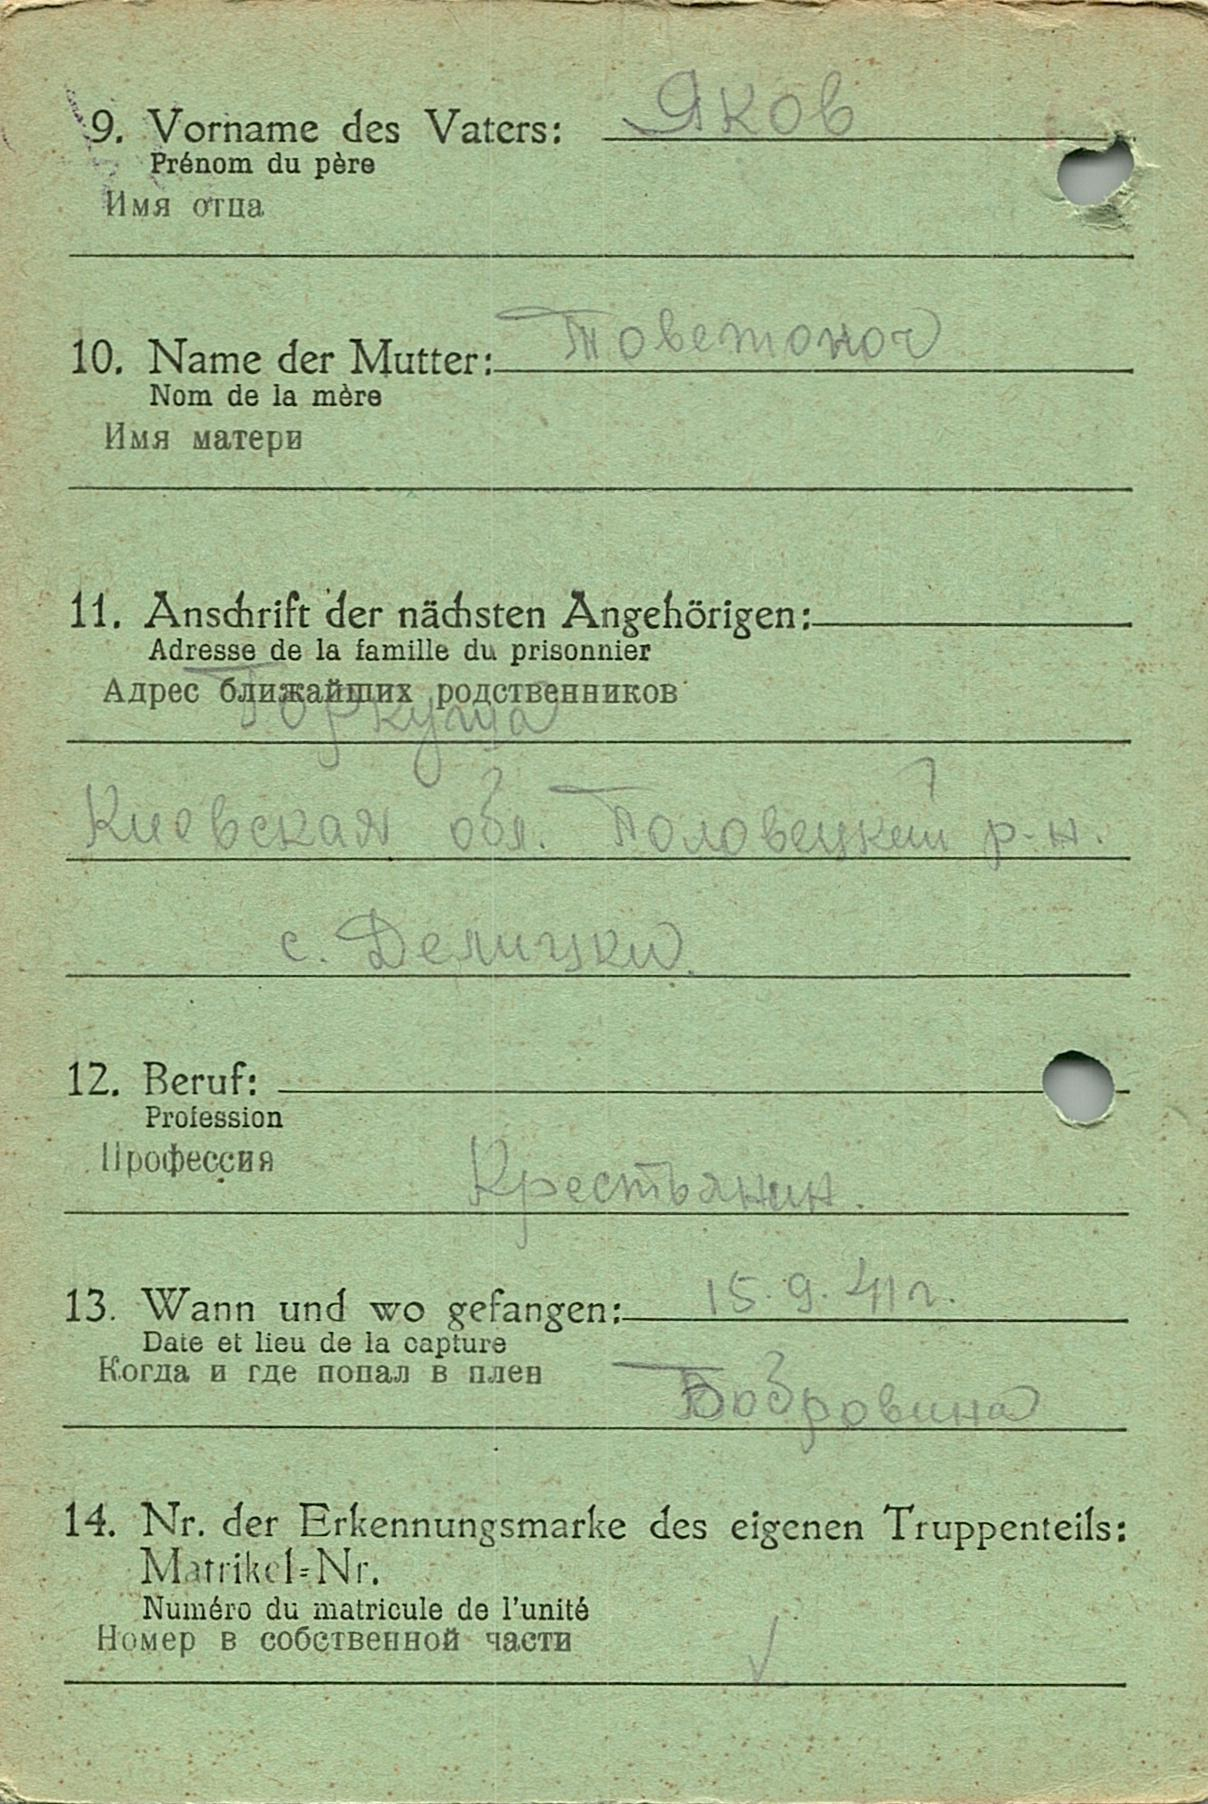 9. Vorname des Vaters: Яков
Prénom du père
Имя отца
10. Name der Mutter:
Nom de la mère
Имя матери
11. Anschrift der nächsten Angehörigen:
Adresse de la famille du prisonnier
Адрес ближайших родственников
Киевская обл. Половецкий р-н.
с.
12. Beruf:
Profession
Профессия
Крестьянин.
13. Wann und wo gefangen: 15.9.41 г.
Date et lieu de la capture
Когда и где попал в плен
14. Nr. der Erkennungsmarke des eigenen Truppenteils:
Matrikel=Nr.
Numéro du matricule de l'unité
Номер в собственной части